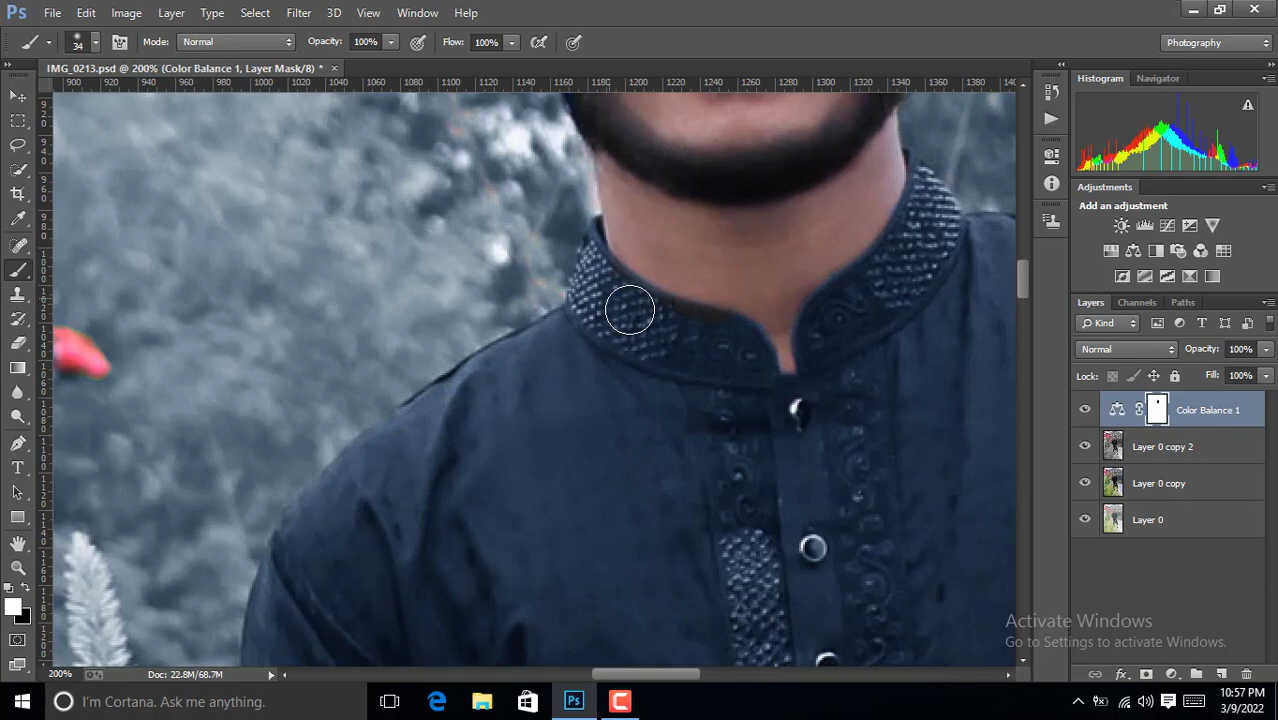 Ps File Edit Image Layer Type Select Filter 3D View Window Help
34 Mode: Normal Opacity: 100% Flow: 100% Photography
IMG_0213.psd @ 200% (Color Balance 1, Layer Mask/8) * ×
900 920 940 960 980 1000 1020 1040 1060 1080 1100 1120 1140 1160 1180 1200 1220 1240 1260 1280 1300 1320 1340 1360 1380 140
Histogram Navigator
Adjustments
Add an adjustment
Layers Channels Paths
Kind
Normal Opacity: 100%
Lock: Fill: 100%
Color Balance 1
Layer 0 copy 2
Layer 0 copy
Layer 0
T
Activate Windows
Go to Settings to activate Windows.
200% Doc: 22.8M/68.7M
I'm Cortana. Ask me anything.
Ps
10:57 PM
3/9/2022